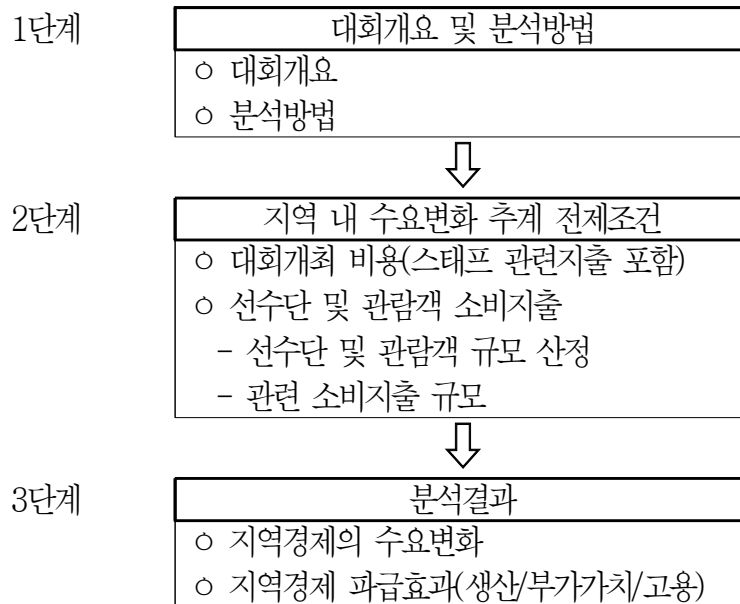 1단계
대회개요 및 분석방법
ㅇ 대회개요
ㅇ 분석방법
2단계
지역 내 수요변화 추계 전제조건
ㅇ 대회개최 비용(스태프 관련지출 포함)
ㅇ 선수단 및 관람객 소비지출
- 선수단 및 관람객 규모 산정
- 관련 소비지출 규모
3단계
분석결과
ㅇ 지역경제의 수요변화
ㅇ 지역경제 파급효과(생산/부가가치/고용)